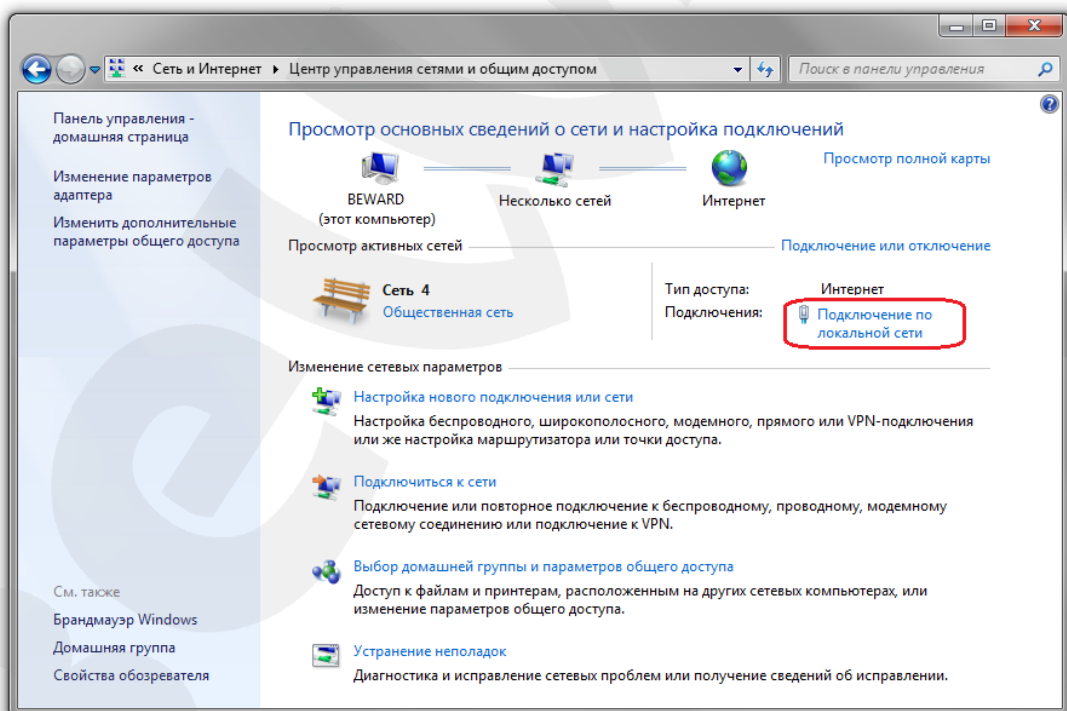 « Сеть и Интернет ▸ Центр управления сетями и общим доступом
Поиск в панели управления
Панель управления -
домашняя страница
Изменение параметров
адаптера
Изменить дополнительные
параметры общего доступа
См. также
Брандмауэр Windows
Домашняя группа
Свойства обозревателя
Просмотр основных сведений о сети и настройка подключений
Просмотр полной карты
BEWARD
(этот компьютер)
Несколько сетей
Интернет
Просмотр активных сетей
Подключение или отключение
Сеть 4
Общественная сеть
Тип доступа: Интернет
Подключения: Подключение по
локальной сети
Изменение сетевых параметров
Настройка нового подключения или сети
Настройка беспроводного, широкополосного, модемного, прямого или VPN-подключения
или же настройка маршрутизатора или точки доступа.
Подключиться к сети
Подключение или повторное подключение к беспроводному, проводному, модемному
сетевому соединению или подключение к VPN.
Выбор домашней группы и параметров общего доступа
Доступ к файлам и принтерам, расположенным на других сетевых компьютерах, или
изменение параметров общего доступа.
Устранение неполадок
Диагностика и исправление сетевых проблем или получение сведений об исправлении.